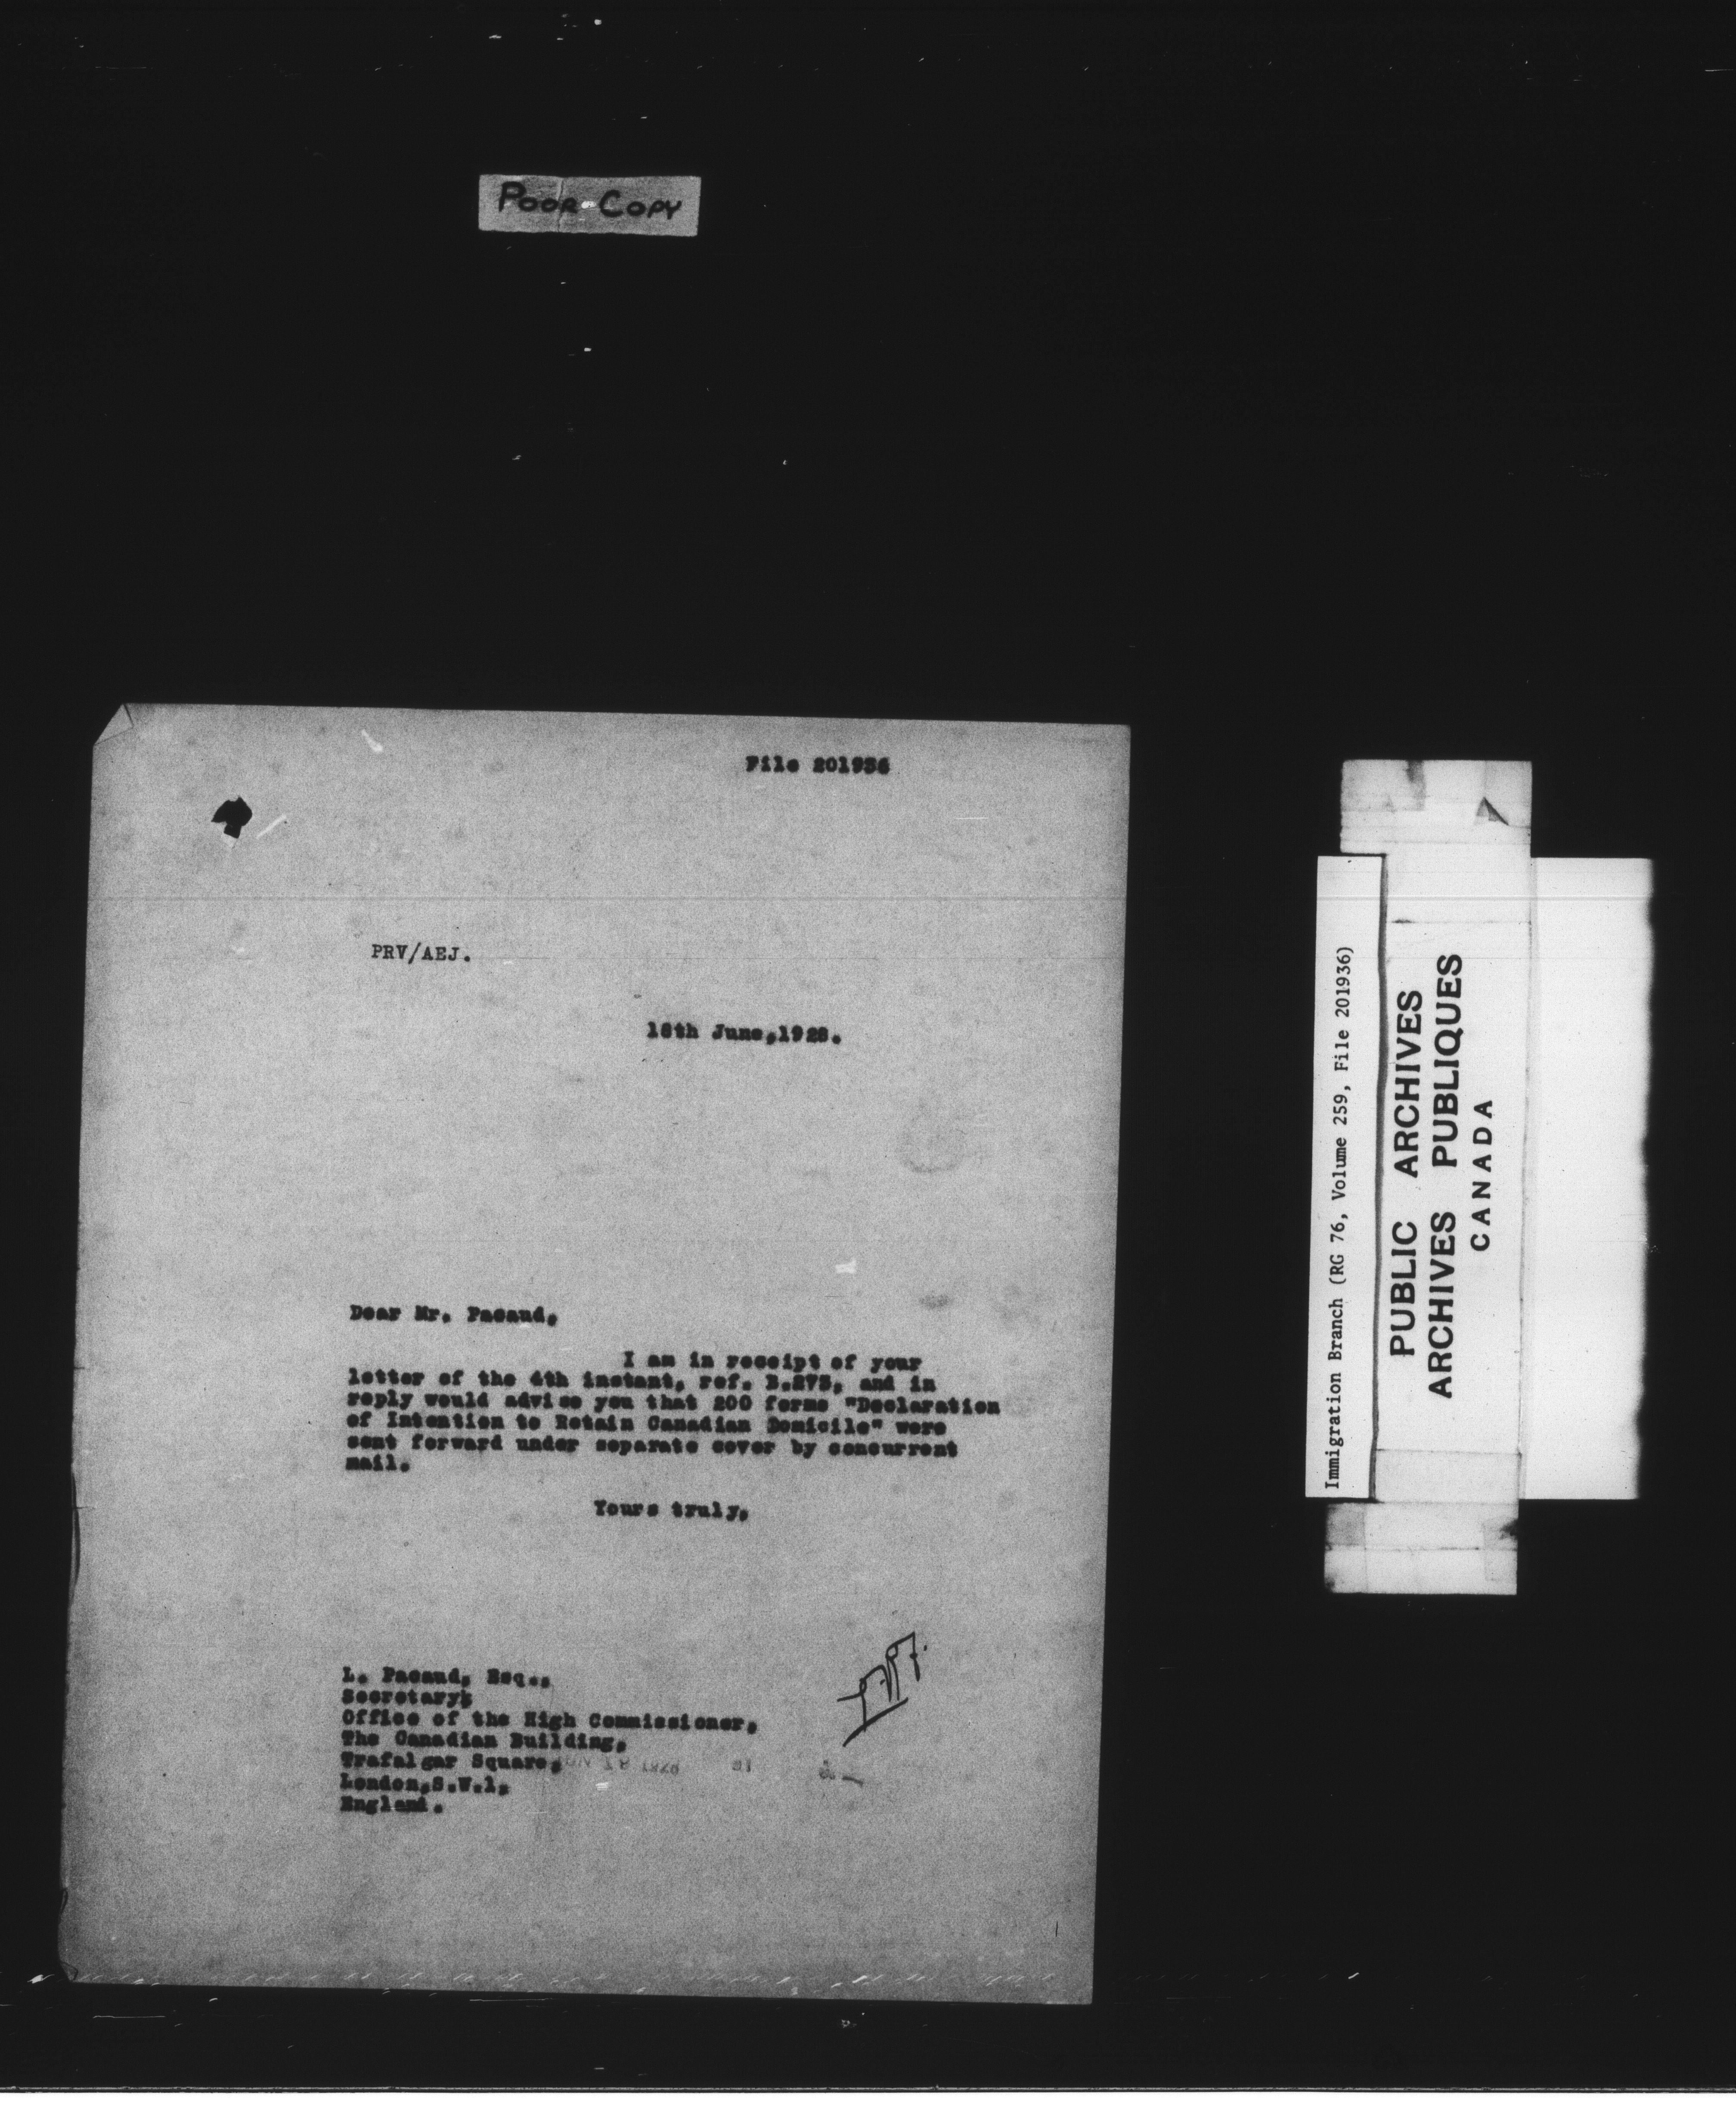 POOR COPY
File 201936
PRV/AEJ.
18th June, 1928.
Dear Mr. Pacaud,
I am in receipt of your
letter of the 4th instant, ref. B.273, and in
reply would advise you that 200 forms "Declaration
of Intention to Retain Canadian Domicile" were
sent forward under separate cover by concurrent
mail.
Yours truly,
L. Pacaud, Esq.,
Secretary,
Office of the High Commissioner,
The Canadian Building,
Trafalgar Square,
London,S.W.1,
England.
Immigration Branch (RG 76, Volume 259, File 201936)
PUBLIC ARCHIVES
ARCHIVES PUBLIQUES
CANADA